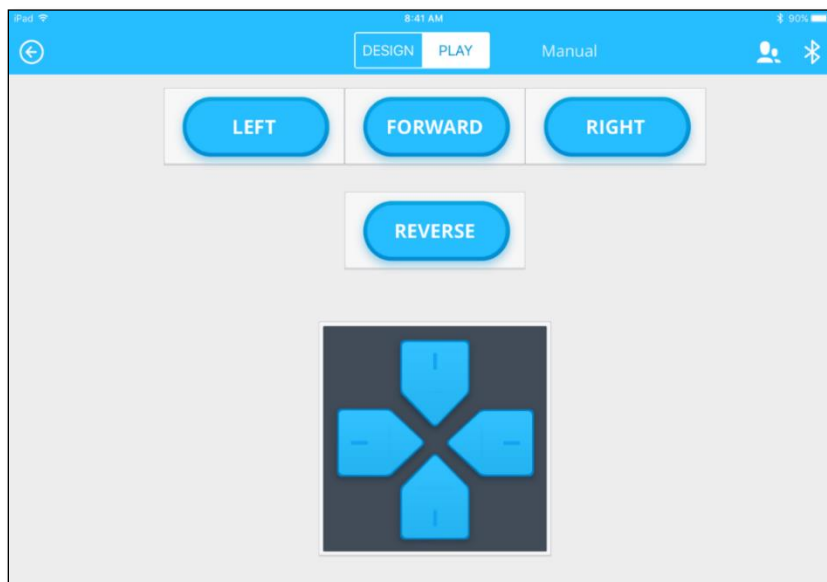 iPad 8:41 AM 90%
DESIGN PLAY Manual
LEFT FORWARD RIGHT
REVERSE